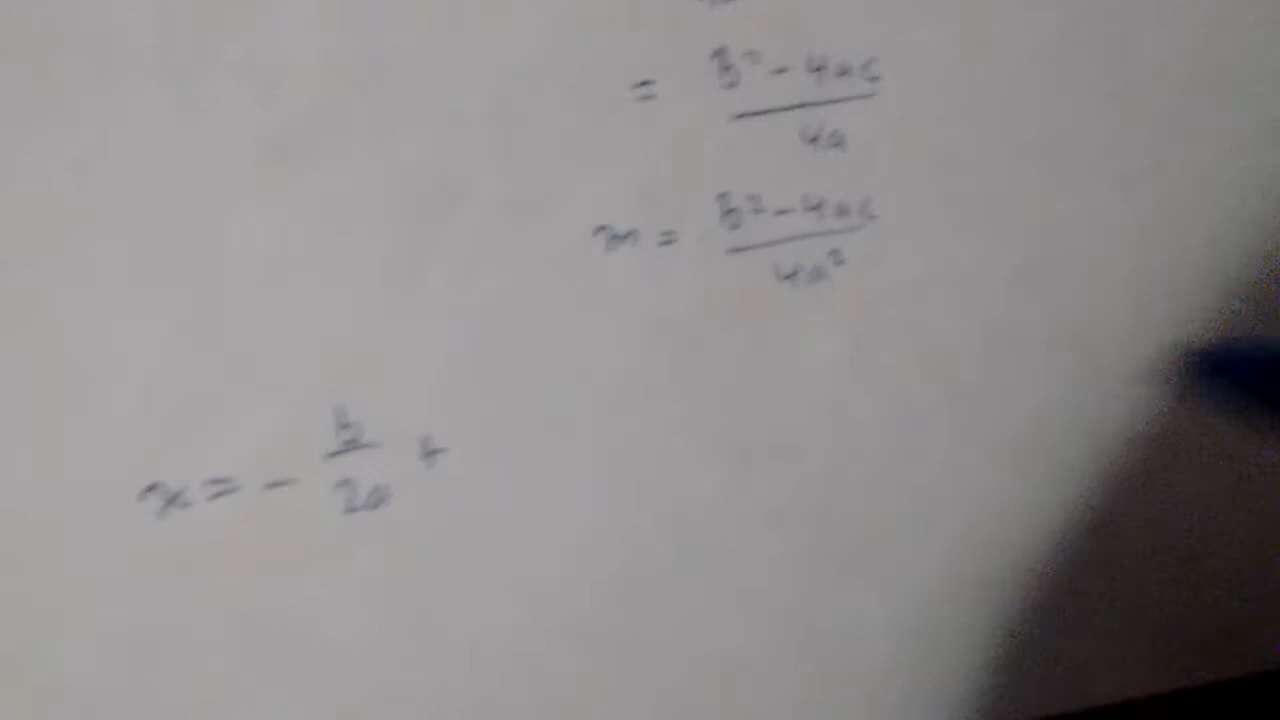 = b² - 4ac / 4a
m = b² - 4ac / 4a²
x = - b/2a +